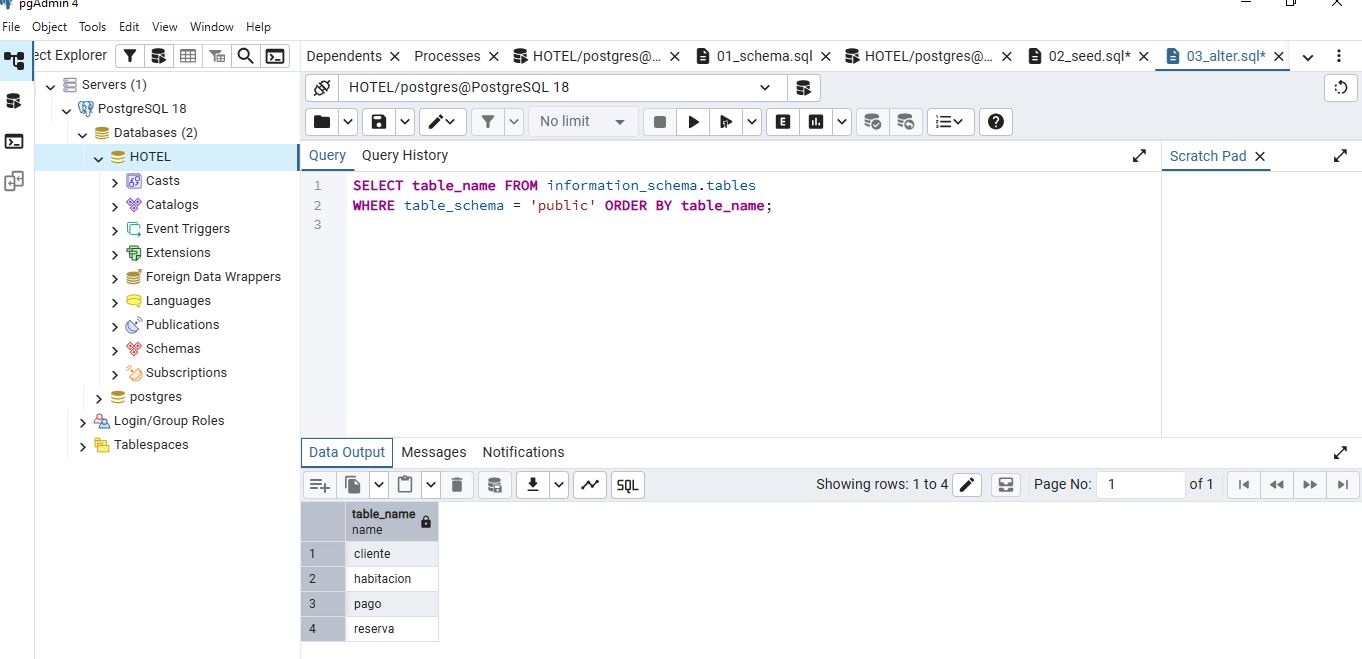 pgAdmin 4
File Object Tools Edit View Window Help
ect Explorer
Dependents Processes HOTEL/postgres@... 01_schema.sql HOTEL/postgres@... 02_seed.sql* 03_alter.sql*
Servers (1)
PostgreSQL 18
Databases (2)
HOTEL
Casts
Catalogs
Event Triggers
Extensions
Foreign Data Wrappers
Languages
Publications
Schemas
Subscriptions
postgres
Login/Group Roles
Tablespaces
HOTEL/postgres@PostgreSQL 18
No limit
E
Query Query History
Scratch Pad
1 SELECT table_name FROM information_schema.tables
2 WHERE table_schema = 'public' ORDER BY table_name;
3
Data Output Messages Notifications
SQL
Showing rows: 1 to 4 Page No: 1 of 1
table_name
name
1 cliente
2 habitacion
3 pago
4 reserva